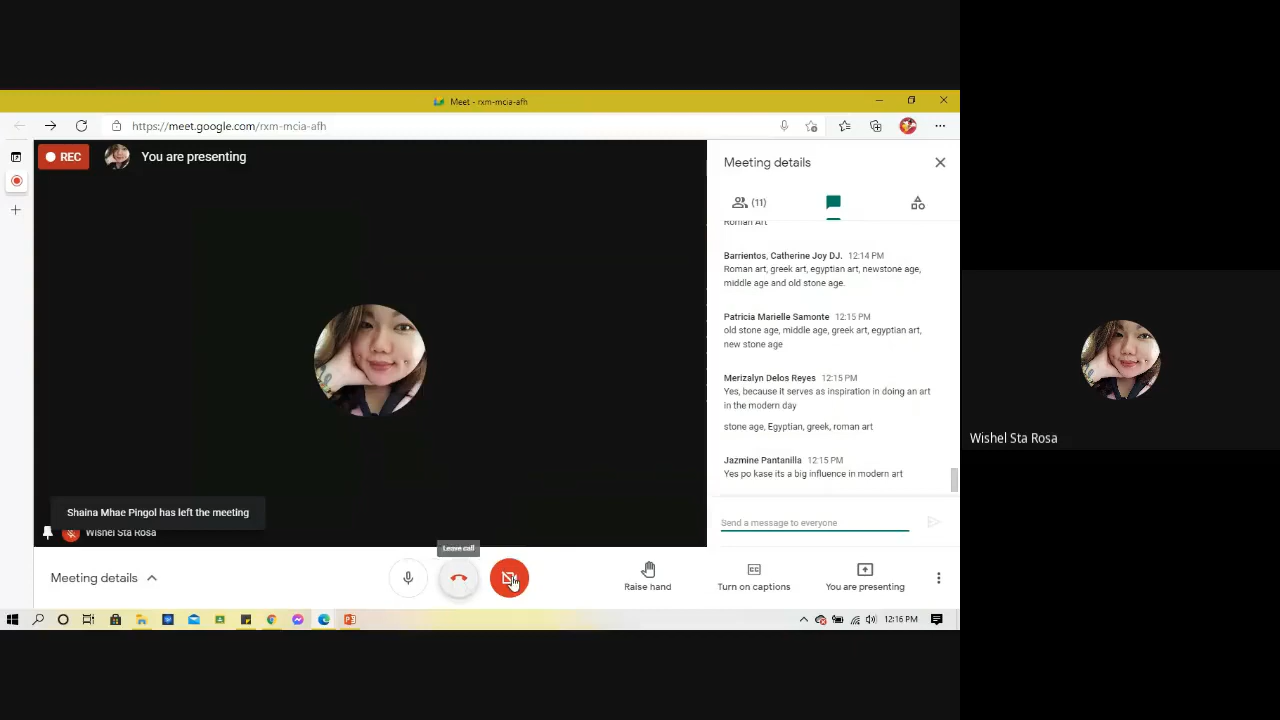 Meet - rxm-mcia-afh
https://meet.google.com/rxm-mcia-afh
REC
You are presenting
Meeting details
(11)
Roman Art
Barrientos, Catherine Joy DJ. 12:14 PM
Roman art, greek art, egyptian art, newstone age,
middle age and old stone age.
Patricia Marielle Samonte 12:15 PM
old stone age, middle age, greek art, egyptian art,
new stone age
Merizalyn Delos Reyes 12:15 PM
Yes, because it serves as inspiration in doing an art
in the modern day
stone age, Egyptian, greek, roman art
Jazmine Pantanilla 12:15 PM
Yes po kase its a big influence in modern art
Send a message to everyone
Shaina Mhae Pingol has left the meeting
Wishel Sta Rosa
Leave call
Meeting details
Raise hand
Turn on captions
You are presenting
12:16 PM
Wishel Sta Rosa